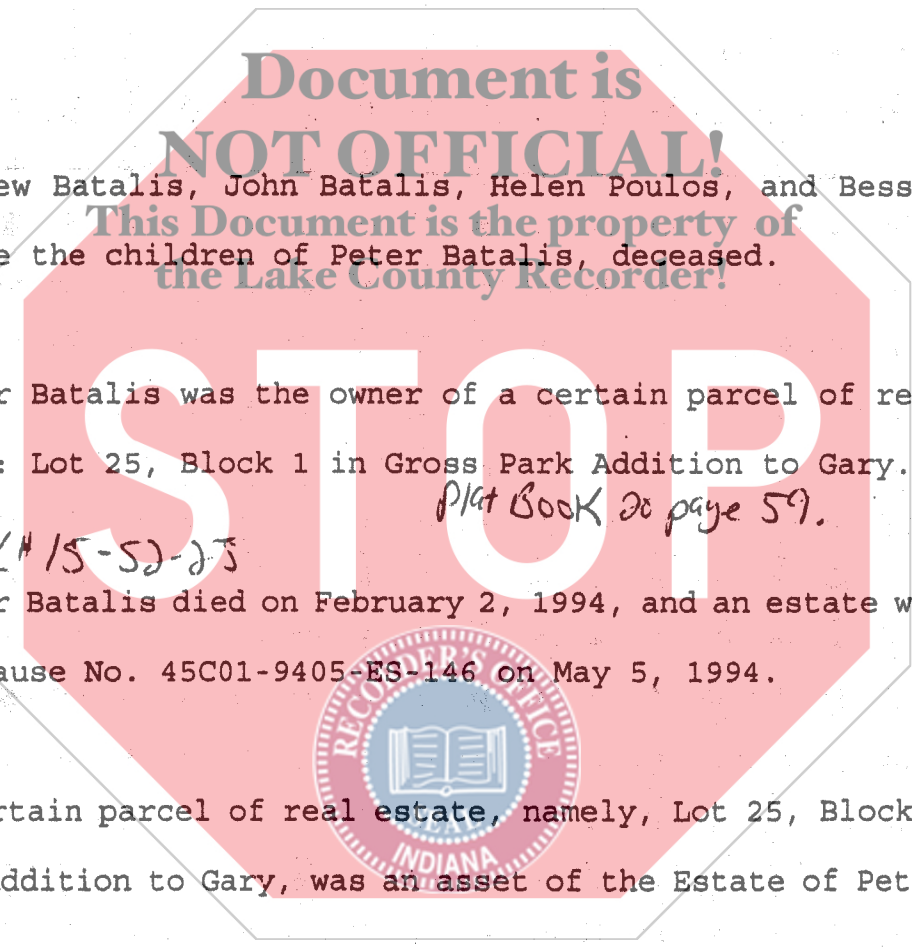 Document is
NOT OFFICIAL!
ew Batalis, John Batalis, Helen Poulos, and Bess
This Document is the property of
e the children of Peter Batalis, deceased.
the Lake County Recorder!
STOP
r Batalis was the owner of a certain parcel of re
: Lot 25, Block 1 in Gross Park Addition to Gary.
Plat Book 20 page 59.
# 15-52-25
r Batalis died on February 2, 1994, and an estate w
ause No. 45C01-9405-ES-146 on May 5, 1994.
RECORDER'S OFFICE
rtain parcel of real estate, namely, Lot 25, Block
SEAL
INDIANA
ddition to Gary, was an asset of the Estate of Pet